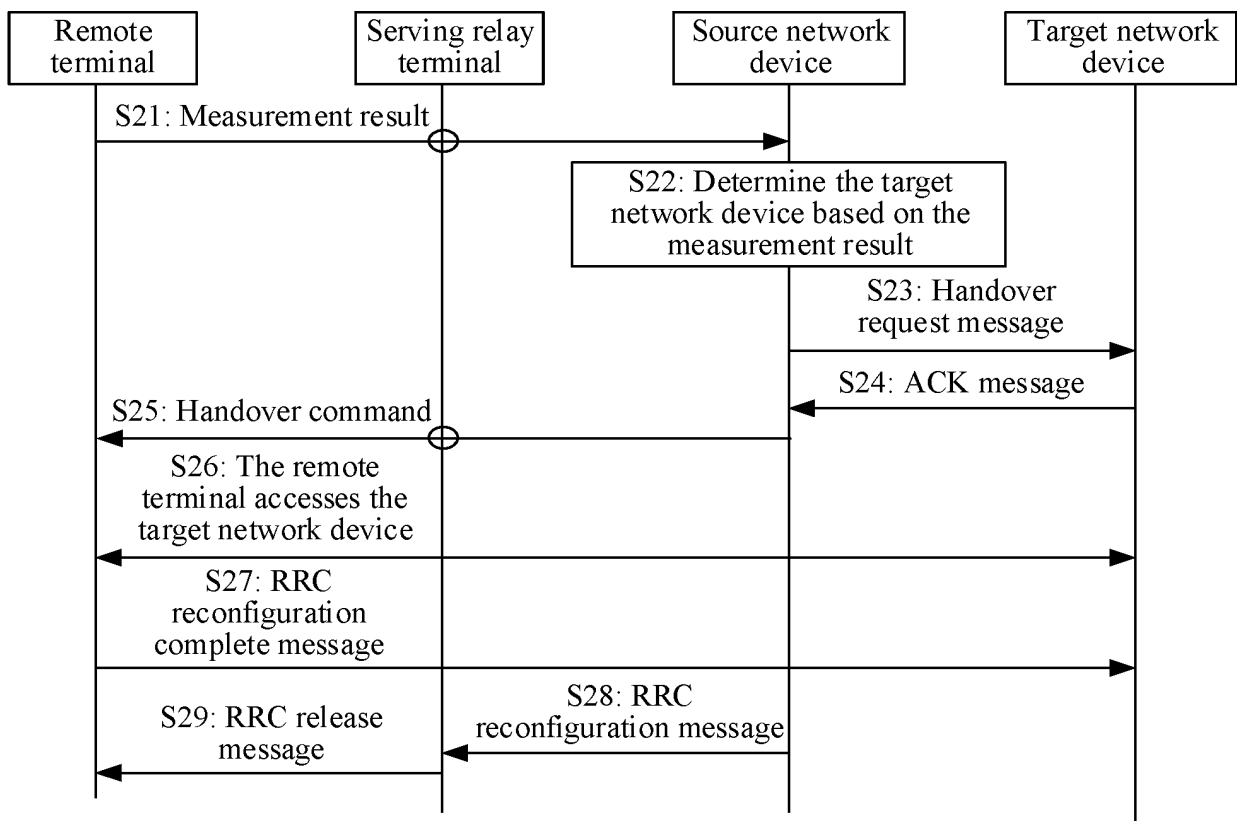 Remote
terminal
Serving relay
terminal
Source network
device
Target network
device
S21: Measurement result
S22: Determine the target
network device based on the
measurement result
S23: Handover
request message
S24: ACK message
S25: Handover command
S26: The remote
terminal accesses the
target network device
S27: RRC
reconfiguration
complete message
S28: RRC
reconfiguration message
S29: RRC release
message